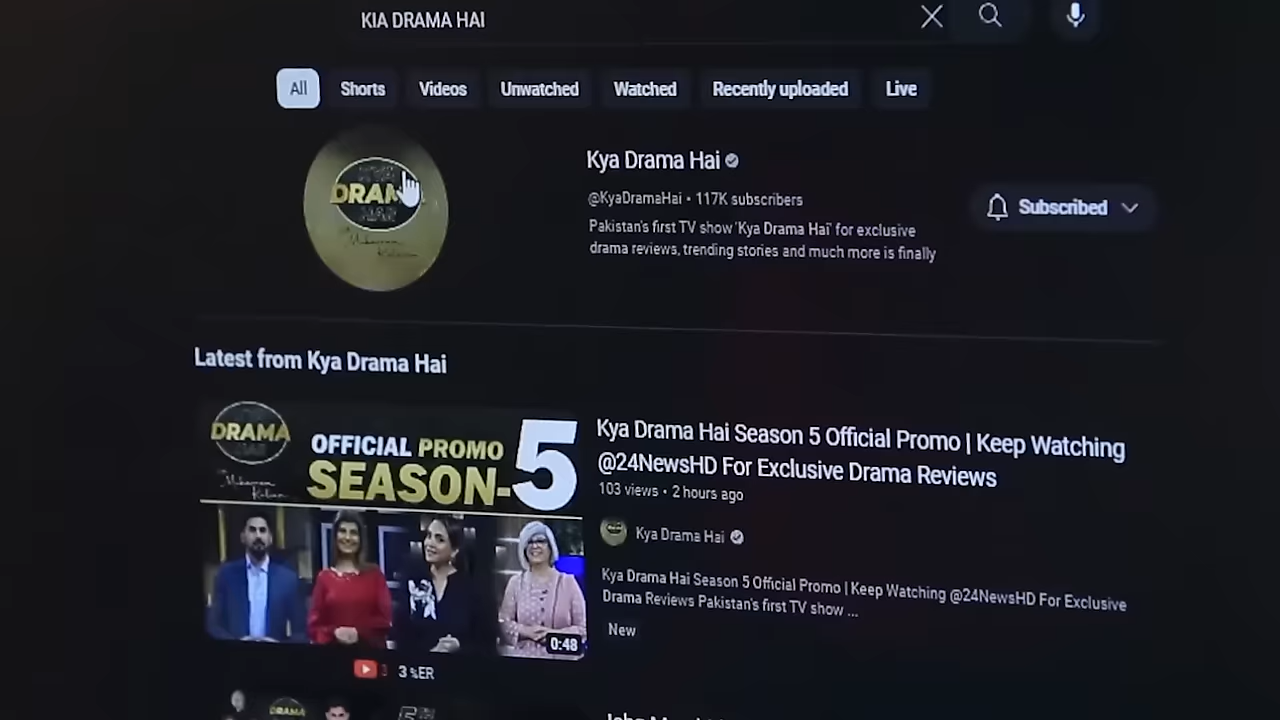 KIA DRAMA HAI
All Shorts Videos Unwatched Watched Recently uploaded Live
DRAMA
Kya Drama Hai
@KyaDramaHai • 117K subscribers
Pakistan's first TV show 'Kya Drama Hai' for exclusive
drama reviews, trending stories and much more is finally
Subscribed
Latest from Kya Drama Hai
DRAMA
OFFICIAL PROMO
SEASON-5
0:48
3 %ER
Kya Drama Hai Season 5 Official Promo | Keep Watching
@24NewsHD For Exclusive Drama Reviews
103 views • 2 hours ago
Kya Drama Hai
Kya Drama Hai Season 5 Official Promo | Keep Watching @24NewsHD For Exclusive
Drama Reviews Pakistan's first TV show ...
New
DRAMA